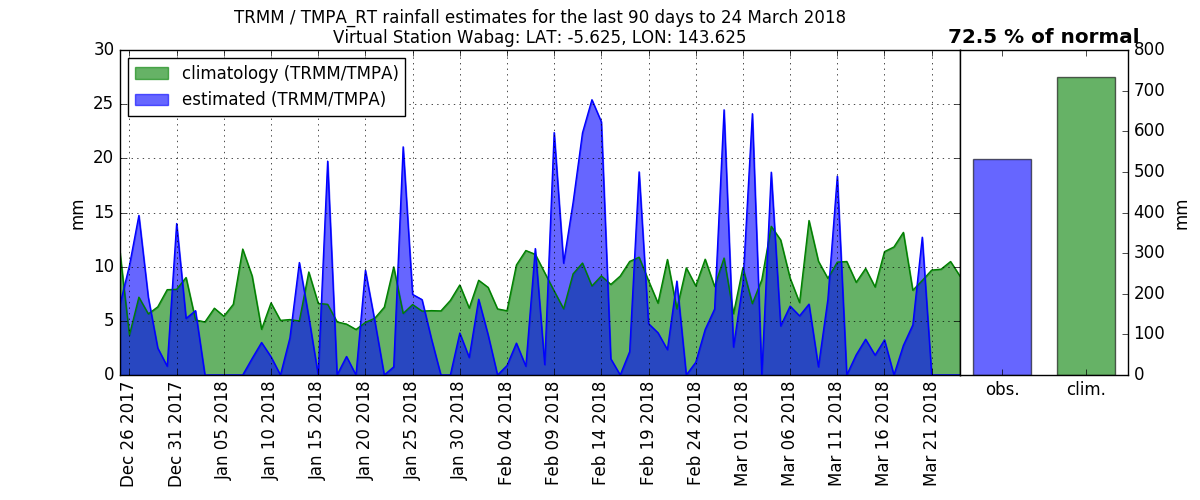 TRMM / TMPA_RT rainfall estimates for the last 90 days to 24 March 2018
Virtual Station Wabag: LAT: -5.625, LON: 143.625
72.5 % of normal
climatology (TRMM/TMPA)
estimated (TRMM/TMPA)
mm
30
25
20
15
10
5
0
Dec 26 2017
Dec 31 2017
Jan 05 2018
Jan 10 2018
Jan 15 2018
Jan 20 2018
Jan 25 2018
Jan 30 2018
Feb 04 2018
Feb 09 2018
Feb 14 2018
Feb 19 2018
Feb 24 2018
Mar 01 2018
Mar 06 2018
Mar 11 2018
Mar 16 2018
Mar 21 2018
800
700
600
500
400
300
200
100
0
mm
obs.
clim.